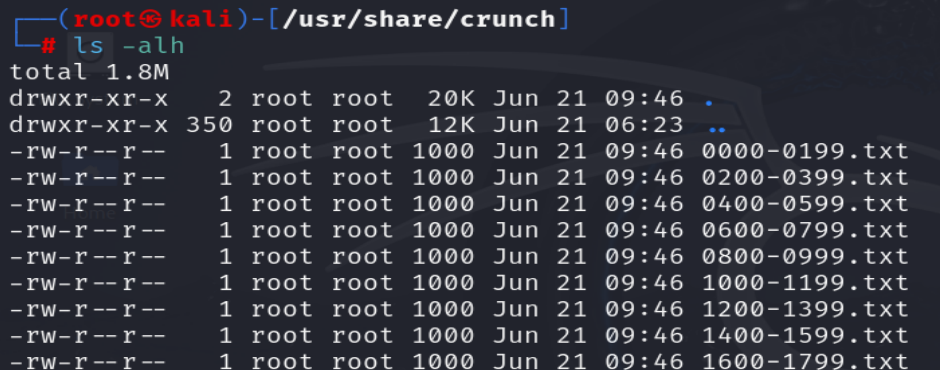 ┌──(root㉿kali)-[/usr/share/crunch]
└─# ls -alh
total 1.8M
drwxr-xr-x   2 root root  20K Jun 21 09:46 .
drwxr-xr-x 350 root root  12K Jun 21 06:23 ..
-rw-r--r--   1 root root 1000 Jun 21 09:46 0000-0199.txt
-rw-r--r--   1 root root 1000 Jun 21 09:46 0200-0399.txt
-rw-r--r--   1 root root 1000 Jun 21 09:46 0400-0599.txt
-rw-r--r--   1 root root 1000 Jun 21 09:46 0600-0799.txt
-rw-r--r--   1 root root 1000 Jun 21 09:46 0800-0999.txt
-rw-r--r--   1 root root 1000 Jun 21 09:46 1000-1199.txt
-rw-r--r--   1 root root 1000 Jun 21 09:46 1200-1399.txt
-rw-r--r--   1 root root 1000 Jun 21 09:46 1400-1599.txt
-rw-r--r--   1 root root 1000 Jun 21 09:46 1600-1799.txt
Home